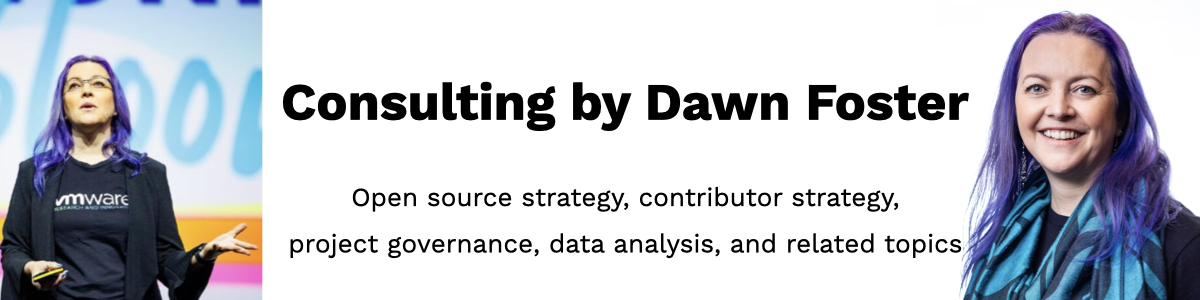 Consulting by Dawn Foster
Open source strategy, contributor strategy,
project governance, data analysis, and related topics
vmware